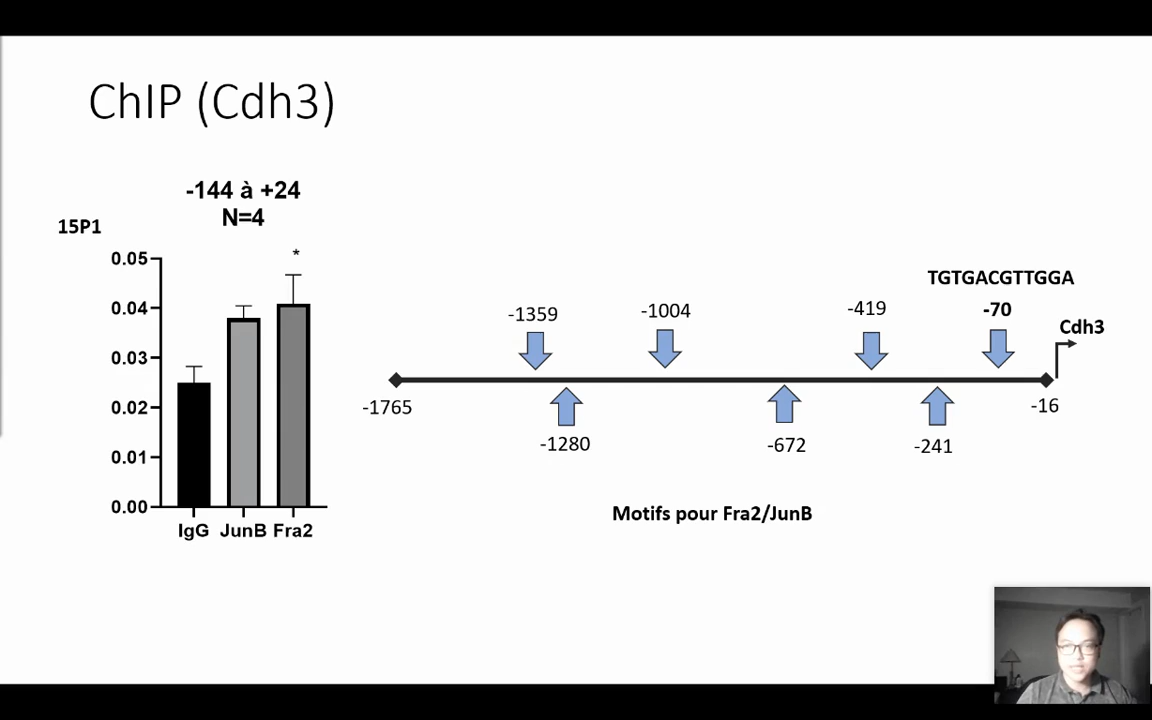 ChIP (Cdh3)
-144 à +24
N=4
15P1
*
0.05
0.04
0.03
0.02
0.01
0.00
IgG JunB Fra2
TGTGACGTTGGA
-1359
-1004
-419
-70
Cdh3
-1765
-16
-1280
-672
-241
Motifs pour Fra2/JunB